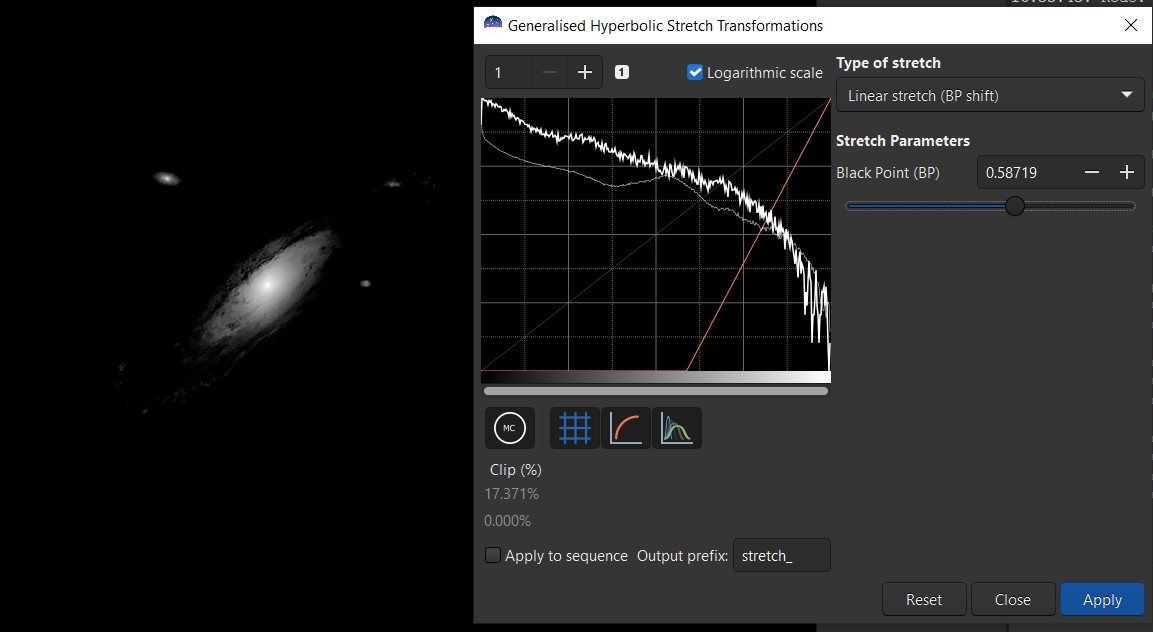 Generalised Hyperbolic Stretch Transformations
1
1
Logarithmic scale
Type of stretch
Linear stretch (BP shift)
Stretch Parameters
Black Point (BP)
0.58719
MC
Clip (%)
17.371%
0.000%
Apply to sequence
Output prefix:
stretch_
Reset
Close
Apply